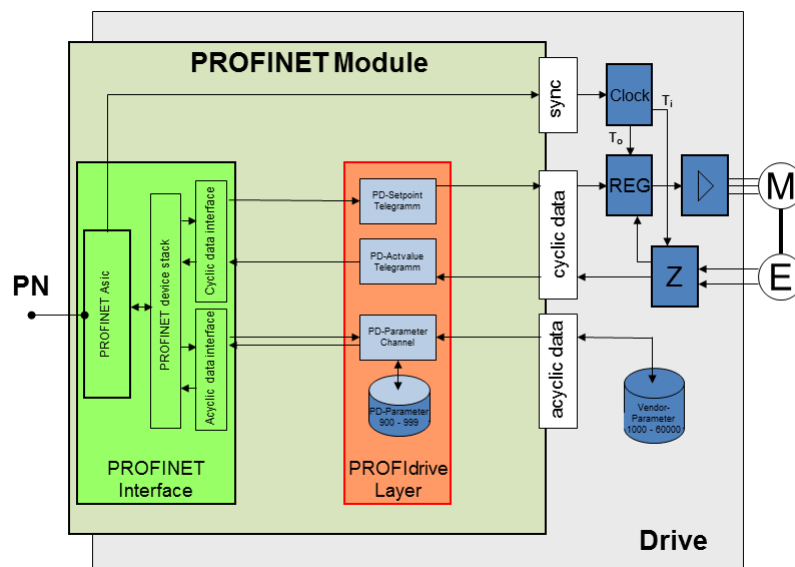 PROFINET Module
sync
Clock
Ti
To
REG
M
PD-Setpoint
Telegramm
cyclic data
PD-Actvalue
Telegramm
Z
E
PN
PROFINET Asic
PROFINET device stack
Cyclic data interface
Acyclic data interface
PD-Parameter
Channel
acyclic data
PD-Parameter
900 - 999
Vendor-
Parameter
1000 - 60000
PROFINET
Interface
PROFIdrive
Layer
Drive